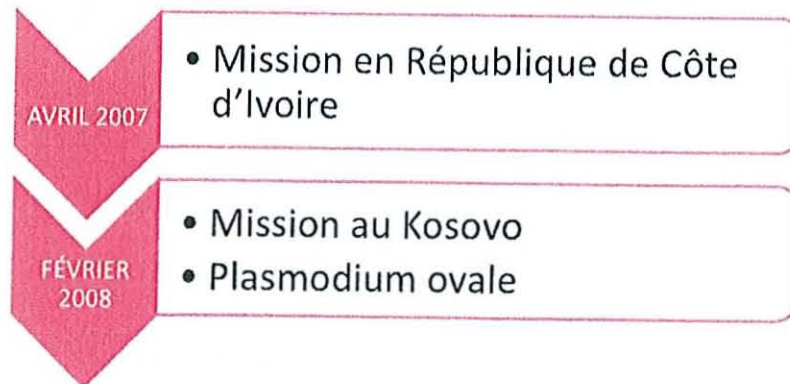 AVRIL 2007
• Mission en République de Côte
d'Ivoire
FÉVRIER
2008
• Mission au Kosovo
• Plasmodium ovale